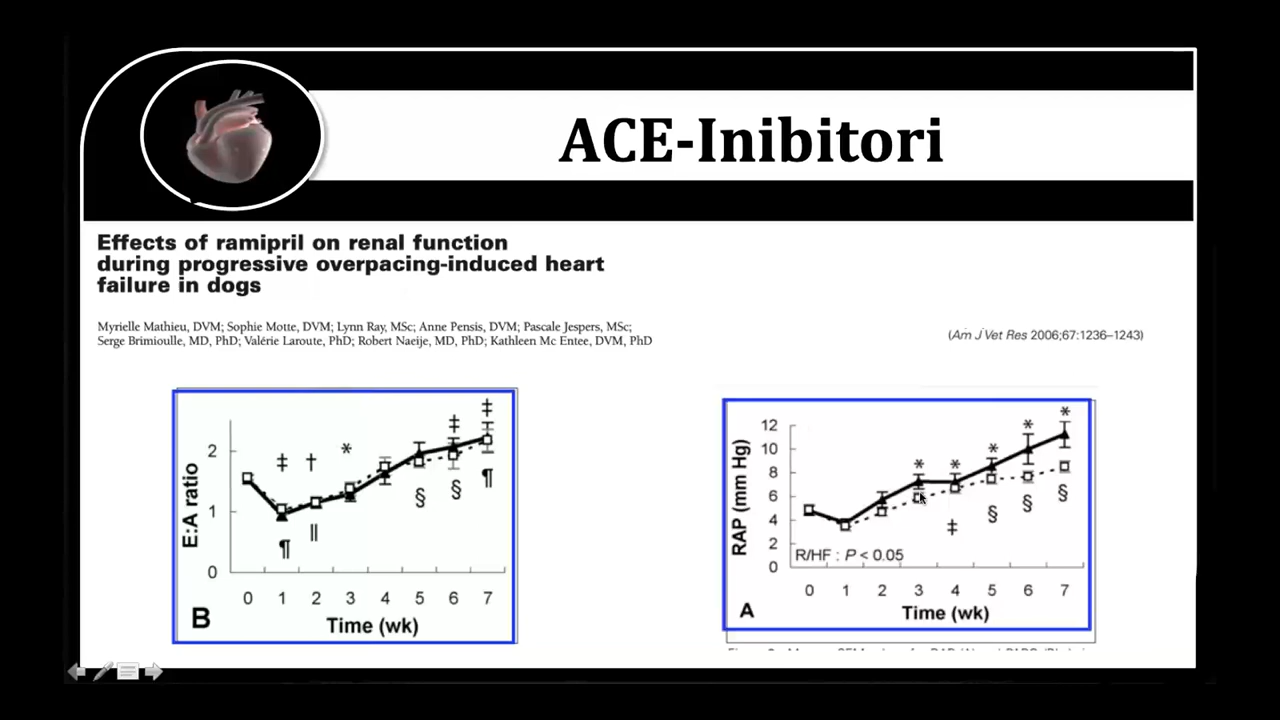 ACE-Inibitori
Effects of ramipril on renal function
during progressive overpacing-induced heart
failure in dogs
Myrielle Mathieu, DVM; Sophie Motte, DVM; Lynn Ray, MSc; Anne Pensis, DVM; Pascale Jespers, MSc;
Serge Brimioulle, MD, PhD; Valérie Laroute, PhD; Robert Naeije, MD, PhD; Kathleen Mc Entee, DVM, PhD
(Am J Vet Res 2006;67:1236–1243)
E:A ratio
2
1
0
‡ † * ‡ ‡
¶ || § § ¶
0 1 2 3 4 5 6 7
B
Time (wk)
RAP (mm Hg)
12
10
8
6
4
2
0
* * * * *
‡ § § §
R/HF : P < 0.05
0 1 2 3 4 5 6 7
A
Time (wk)